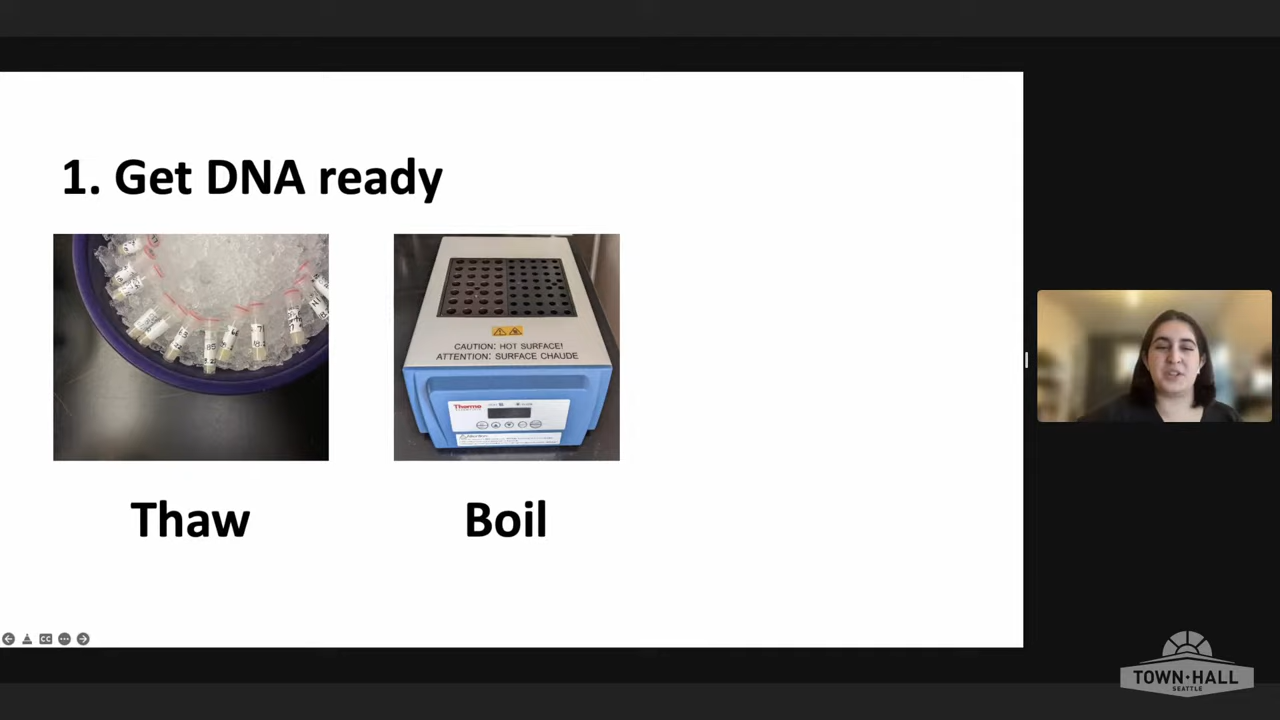 1. Get DNA ready
CAUTION: HOT SURFACE!
ATTENTION: SURFACE CHAUDE
Thermo
Thaw
Boil
TOWN·HALL
SEATTLE